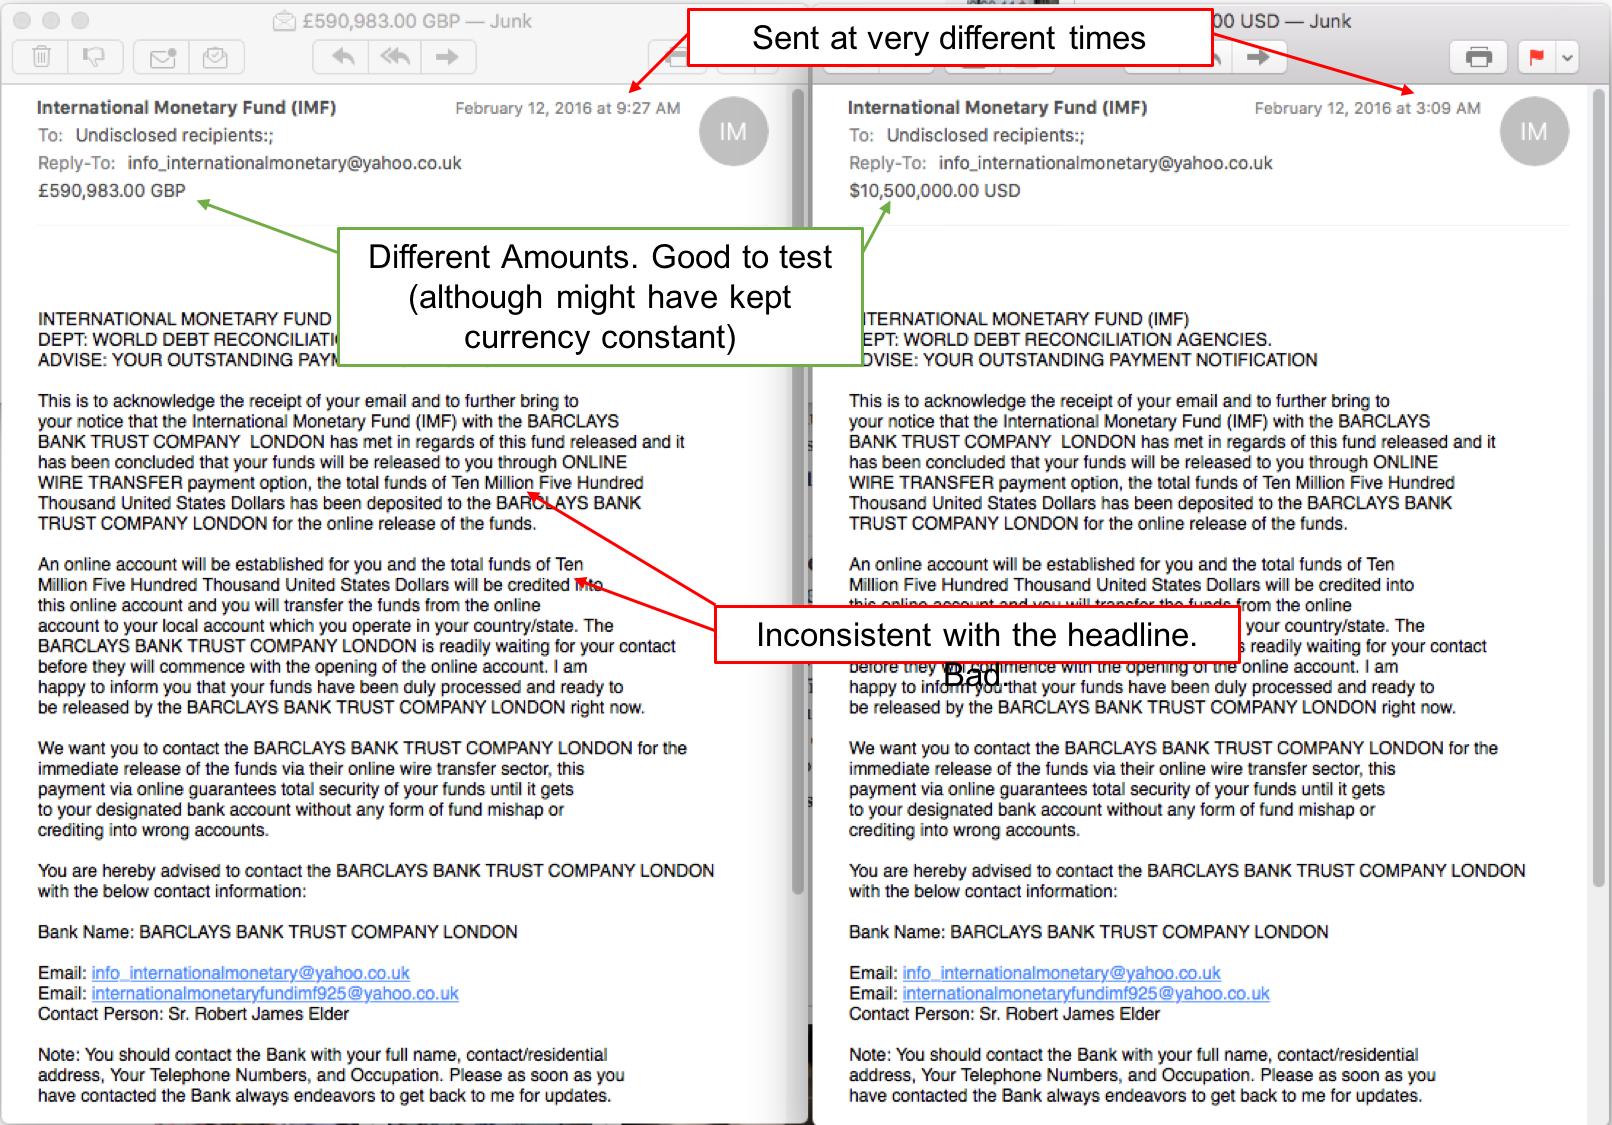 £590,983.00 GBP — Junk
00 USD — Junk
Sent at very different times
International Monetary Fund (IMF)
February 12, 2016 at 9:27 AM
IM
To: Undisclosed recipients:;
Reply-To: info_internationalmonetary@yahoo.co.uk
£590,983.00 GBP
International Monetary Fund (IMF)
February 12, 2016 at 3:09 AM
IM
To: Undisclosed recipients:;
Reply-To: info_internationalmonetary@yahoo.co.uk
$10,500,000.00 USD
Different Amounts. Good to test
(although might have kept
currency constant)
INTERNATIONAL MONETARY FUND
DEPT: WORLD DEBT RECONCILIATI
ADVISE: YOUR OUTSTANDING PAYM
This is to acknowledge the receipt of your email and to further bring to
your notice that the International Monetary Fund (IMF) with the BARCLAYS
BANK TRUST COMPANY  LONDON has met in regards of this fund released and it
has been concluded that your funds will be released to you through ONLINE
WIRE TRANSFER payment option, the total funds of Ten Million Five Hundred
Thousand United States Dollars has been deposited to the BARCLAYS BANK
TRUST COMPANY LONDON for the online release of the funds.
An online account will be established for you and the total funds of Ten
Million Five Hundred Thousand United States Dollars will be credited into
this online account and you will transfer the funds from the online
account to your local account which you operate in your country/state. The
BARCLAYS BANK TRUST COMPANY LONDON is readily waiting for your contact
before they will commence with the opening of the online account. I am
happy to inform you that your funds have been duly processed and ready to
be released by the BARCLAYS BANK TRUST COMPANY LONDON right now.
We want you to contact the BARCLAYS BANK TRUST COMPANY LONDON for the
immediate release of the funds via their online wire transfer sector, this
payment via online guarantees total security of your funds until it gets
to your designated bank account without any form of fund mishap or
crediting into wrong accounts.
You are hereby advised to contact the BARCLAYS BANK TRUST COMPANY LONDON
with the below contact information:
Bank Name: BARCLAYS BANK TRUST COMPANY LONDON
Email: info_internationalmonetary@yahoo.co.uk
Email: internationalmonetaryfundimf925@yahoo.co.uk
Contact Person: Sr. Robert James Elder
Note: You should contact the Bank with your full name, contact/residential
address, Your Telephone Numbers, and Occupation. Please as soon as you
have contacted the Bank always endeavors to get back to me for updates.
Inconsistent with the headline.
Bad.
TERNATIONAL MONETARY FUND (IMF)
EPT: WORLD DEBT RECONCILIATION AGENCIES.
DVISE: YOUR OUTSTANDING PAYMENT NOTIFICATION
This is to acknowledge the receipt of your email and to further bring to
your notice that the International Monetary Fund (IMF) with the BARCLAYS
BANK TRUST COMPANY  LONDON has met in regards of this fund released and it
has been concluded that your funds will be released to you through ONLINE
WIRE TRANSFER payment option, the total funds of Ten Million Five Hundred
Thousand United States Dollars has been deposited to the BARCLAYS BANK
TRUST COMPANY LONDON for the online release of the funds.
An online account will be established for you and the total funds of Ten
Million Five Hundred Thousand United States Dollars will be credited into
this online account and you will transfer the funds from the online
your country/state. The
s readily waiting for your contact
before they will commence with the opening of the online account. I am
happy to inform you that your funds have been duly processed and ready to
be released by the BARCLAYS BANK TRUST COMPANY LONDON right now.
We want you to contact the BARCLAYS BANK TRUST COMPANY LONDON for the
immediate release of the funds via their online wire transfer sector, this
payment via online guarantees total security of your funds until it gets
to your designated bank account without any form of fund mishap or
crediting into wrong accounts.
You are hereby advised to contact the BARCLAYS BANK TRUST COMPANY LONDON
with the below contact information:
Bank Name: BARCLAYS BANK TRUST COMPANY LONDON
Email: info_internationalmonetary@yahoo.co.uk
Email: internationalmonetaryfundimf925@yahoo.co.uk
Contact Person: Sr. Robert James Elder
Note: You should contact the Bank with your full name, contact/residential
address, Your Telephone Numbers, and Occupation. Please as soon as you
have contacted the Bank always endeavors to get back to me for updates.